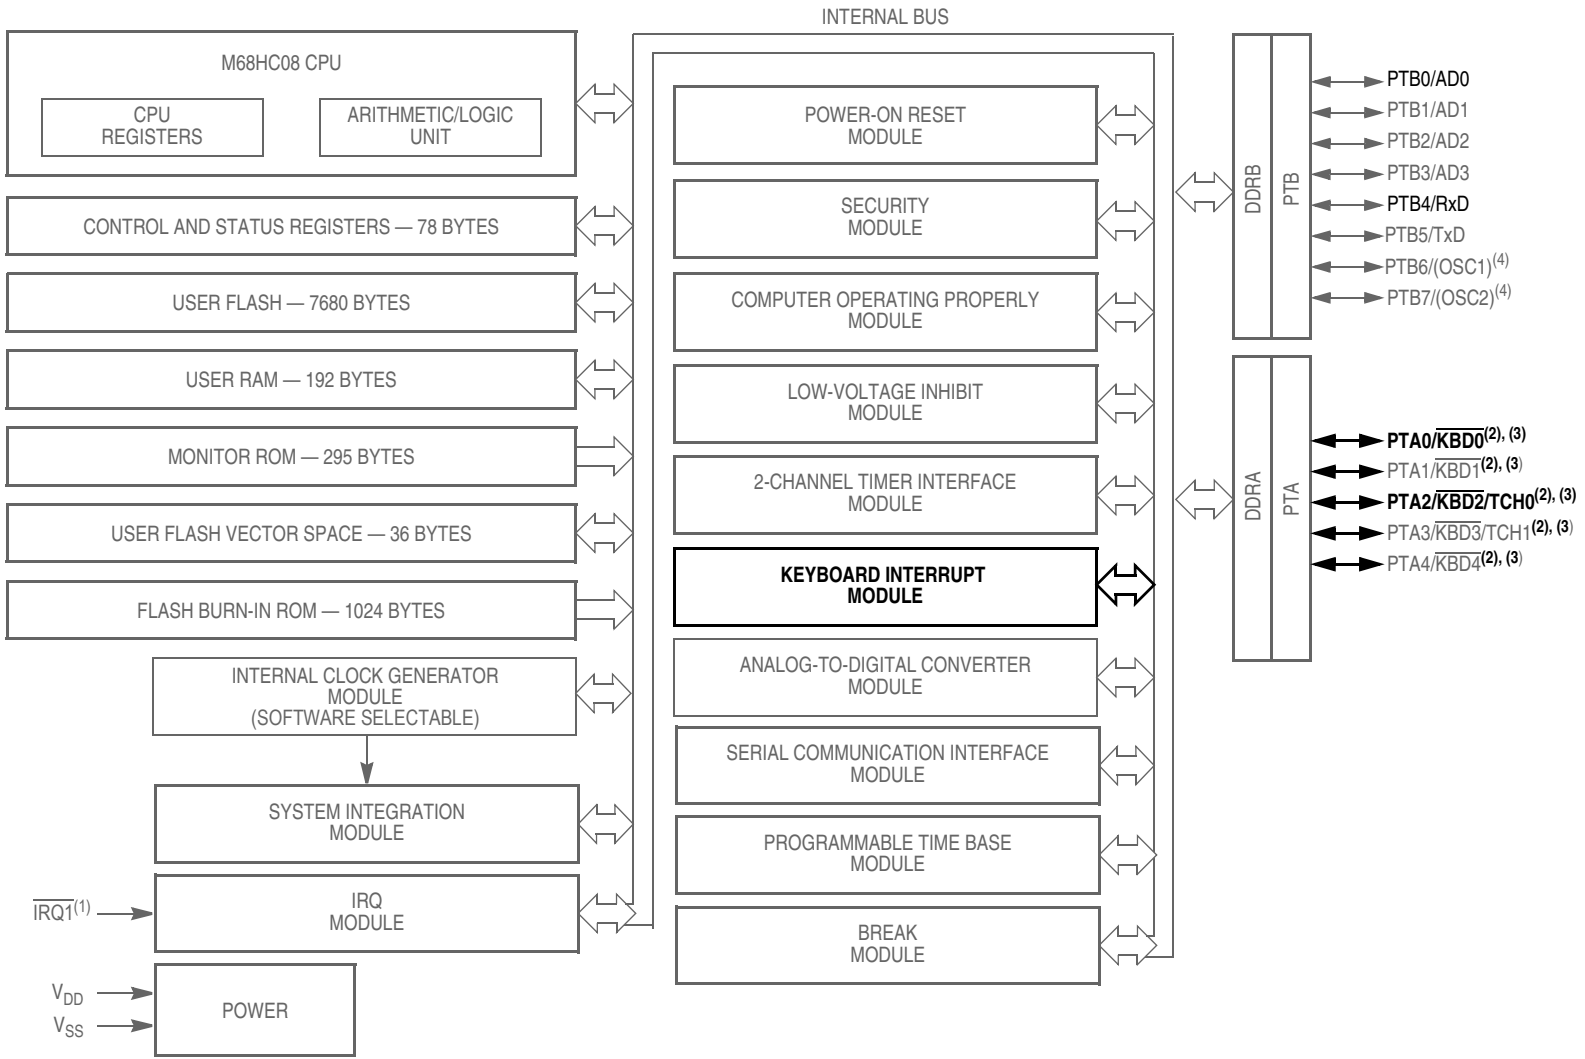 INTERNAL BUS
M68HC08 CPU
CPU
REGISTERS
ARITHMETIC/LOGIC
UNIT
CONTROL AND STATUS REGISTERS — 78 BYTES
USER FLASH — 7680 BYTES
USER RAM — 192 BYTES
MONITOR ROM — 295 BYTES
USER FLASH VECTOR SPACE — 36 BYTES
FLASH BURN-IN ROM — 1024 BYTES
INTERNAL CLOCK GENERATOR
MODULE
(SOFTWARE SELECTABLE)
SYSTEM INTEGRATION
MODULE
IRQ1(1)
IRQ
MODULE
VDD
VSS
POWER
POWER-ON RESET
MODULE
SECURITY
MODULE
COMPUTER OPERATING PROPERLY
MODULE
LOW-VOLTAGE INHIBIT
MODULE
2-CHANNEL TIMER INTERFACE
MODULE
KEYBOARD INTERRUPT
MODULE
ANALOG-TO-DIGITAL CONVERTER
MODULE
SERIAL COMMUNICATION INTERFACE
MODULE
PROGRAMMABLE TIME BASE
MODULE
BREAK
MODULE
DDRB
PTB
PTB0/AD0
PTB1/AD1
PTB2/AD2
PTB3/AD3
PTB4/RxD
PTB5/TxD
PTB6/(OSC1)(4)
PTB7/(OSC2)(4)
DDRA
PTA
PTA0/KBD0(2), (3)
PTA1/KBD1(2), (3)
PTA2/KBD2/TCH0(2), (3)
PTA3/KBD3/TCH1(2), (3)
PTA4/KBD4(2), (3)